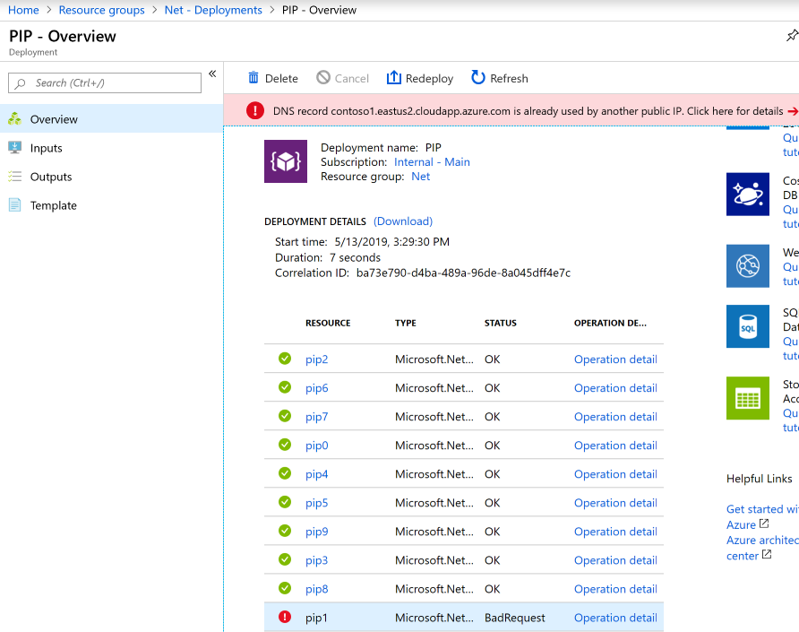 Home > Resource groups > Net - Deployments > PIP - Overview
PIP - Overview
Deployment
Search (Ctrl+/)
«
Overview
Inputs
Outputs
Template
Delete
Cancel
Redeploy
Refresh
DNS record contoso1.eastus2.cloudapp.azure.com is already used by another public IP. Click here for details →
Deployment name: PIP
Subscription: Internal - Main
Resource group: Net
DEPLOYMENT DETAILS (Download)
Start time: 5/13/2019, 3:29:30 PM
Duration: 7 seconds
Correlation ID: ba73e790-d4ba-489a-96de-8a045dff4e7c
RESOURCE TYPE STATUS OPERATION DE...
pip2 Microsoft.Net... OK Operation detail
pip6 Microsoft.Net... OK Operation detail
pip7 Microsoft.Net... OK Operation detail
pip0 Microsoft.Net... OK Operation detail
pip4 Microsoft.Net... OK Operation detail
pip5 Microsoft.Net... OK Operation detail
pip9 Microsoft.Net... OK Operation detail
pip3 Microsoft.Net... OK Operation detail
pip8 Microsoft.Net... OK Operation detail
pip1 Microsoft.Net... BadRequest Operation detail
Qu
tut
Cos
DB
Qu
tut
We
Qu
tut
SQL
SQ
Dat
Qu
tut
Sto
Acc
Qu
tut
Helpful Links
Get started wi
Azure
Azure architec
center